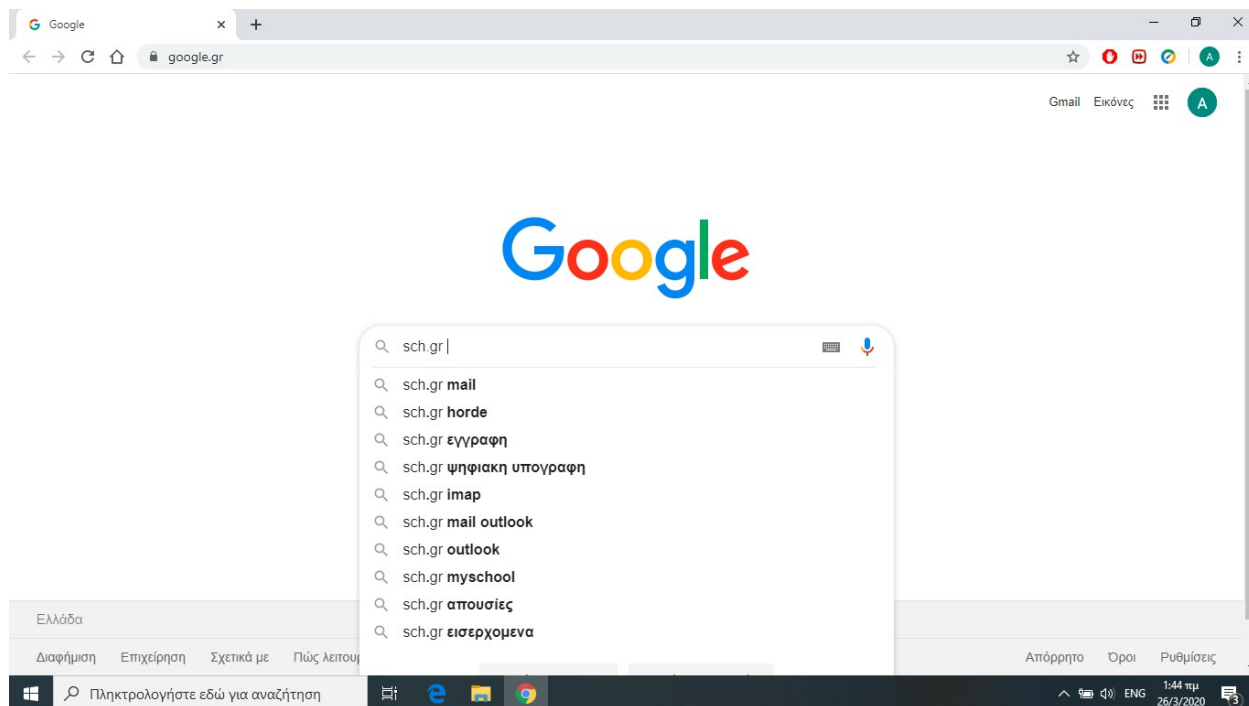 Google
google.gr
A
Gmail Εικόνες A
Google
sch.gr
sch.gr mail
sch.gr horde
sch.gr εγγραφη
sch.gr ψηφιακη υπογραφη
sch.gr imap
sch.gr mail outlook
sch.gr outlook
sch.gr myschool
sch.gr απουσίες
sch.gr εισερχομενα
Ελλάδα
Διαφήμιση Επιχείρηση Σχετικά με Πώς Απόρρητο Όροι Ρυθμίσεις
Πληκτρολογήστε εδώ για αναζήτηση ENG 1:44 πμ
26/3/2020 3